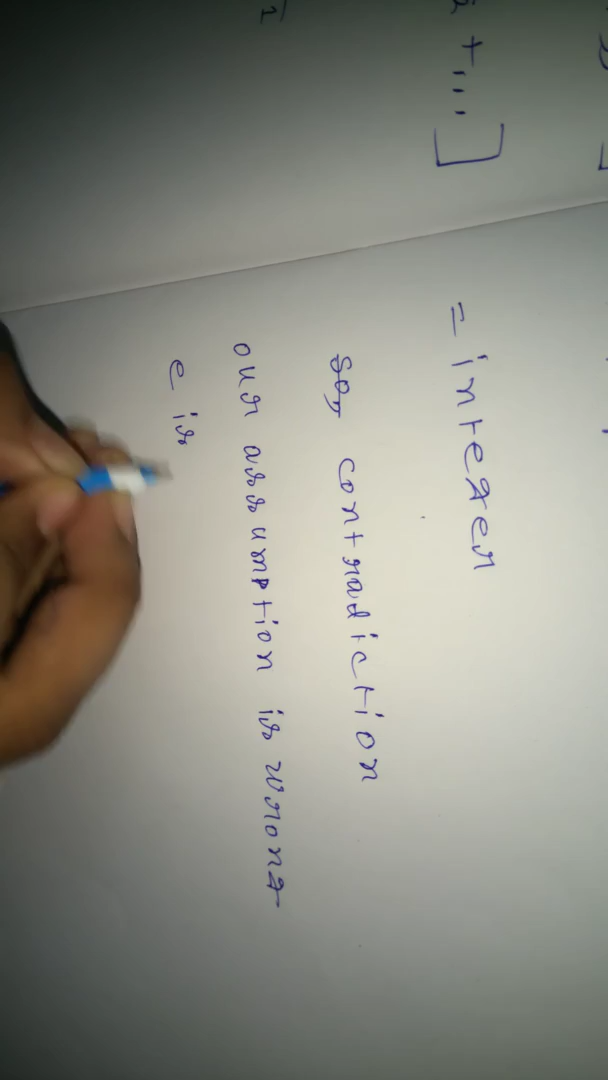 +...]
= integer
so, contradiction
our assumption is wrong
e is